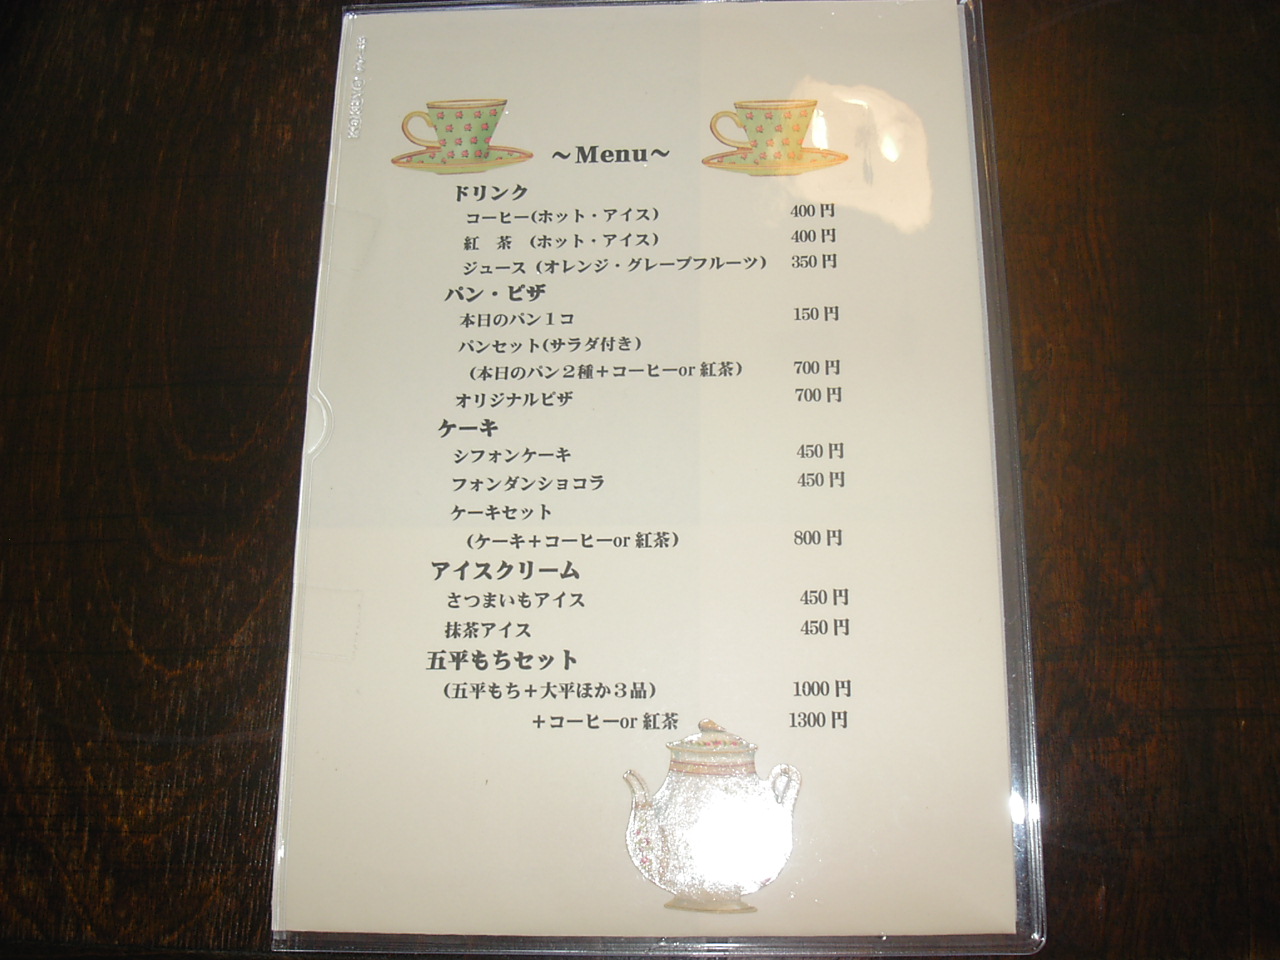 ～Menu～
ドリンク
コーヒー(ホット・アイス) 400円
紅　茶　(ホット・アイス) 400円
ジュース（オレンジ・グレープフルーツ） 350円
パン・ピザ
本日のパン１コ 150円
パンセット(サラダ付き)
（本日のパン２種＋コーヒーor 紅茶） 700円
オリジナルピザ 700円
ケーキ
シフォンケーキ 450円
フォンダンショコラ 450円
ケーキセット
（ケーキ＋コーヒーor 紅茶） 800円
アイスクリーム
さつまいもアイス 450円
抹茶アイス 450円
五平もちセット
（五平もち＋大平ほか３品） 1000円
＋コーヒーor 紅茶 1300円